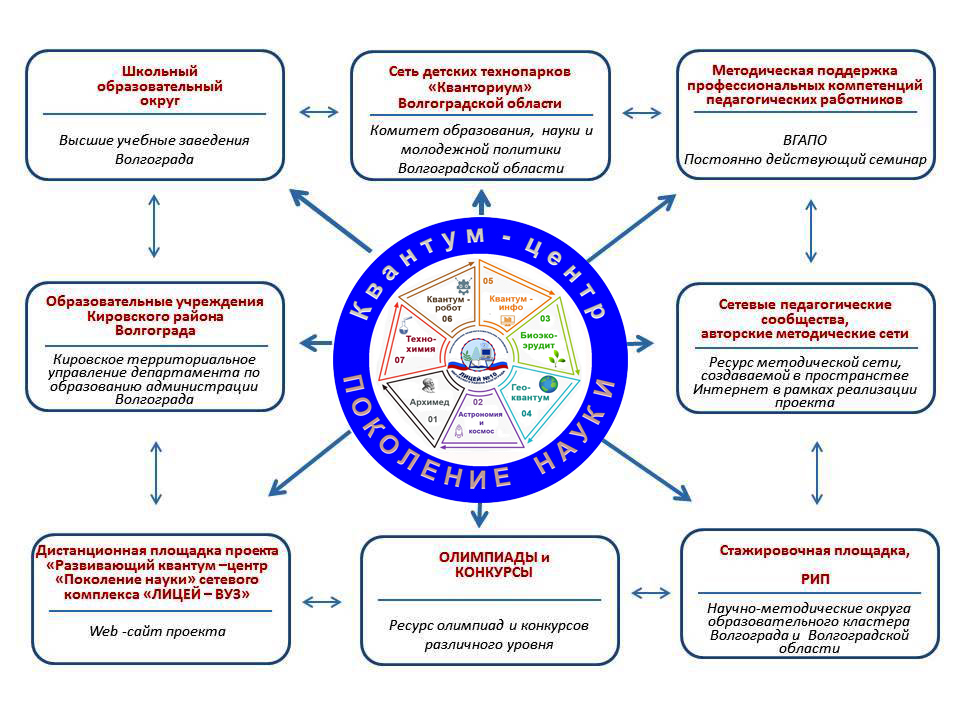 Школьный
образовательный
округ
Высшие учебные заведения
Волгограда
Сеть детских технопарков
«Кванториум»
Волгоградской области
Комитет образования, науки и
молодежной политики
Волгоградской области
Методическая поддержка
профессиональных компетенций
педагогических работников
ВГАПО
Постоянно действующий семинар
Образовательные учреждения
Кировского района
Волгограда
Кировское территориальное
управление департамента по
образованию администрации
Волгограда
Квантум - центр
ПОКОЛЕНИЕ НАУКИ
05
Квантум -
инфо
Квантум -
робот
06
03
Биоэко-
эрудит
Техно-
химия
07
ЛИЦЕЙ №10
Гео-
квантум
04
Архимед
01
02
Астрономия
и
космос
Сетевые педагогические
сообщества,
авторские методические сети
Ресурс методической сети,
создаваемой в пространстве
Интернет в рамках реализации
проекта
Дистанционная площадка проекта
«Развивающий квантум –центр
«Поколение науки» сетевого
комплекса «ЛИЦЕЙ – ВУЗ»
Web -сайт проекта
ОЛИМПИАДЫ и
КОНКУРСЫ
Ресурс олимпиад и конкурсов
различного уровня
Стажировочная площадка,
РИП
Научно-методические округа
образовательного кластера
Волгограда и Волгоградской
области